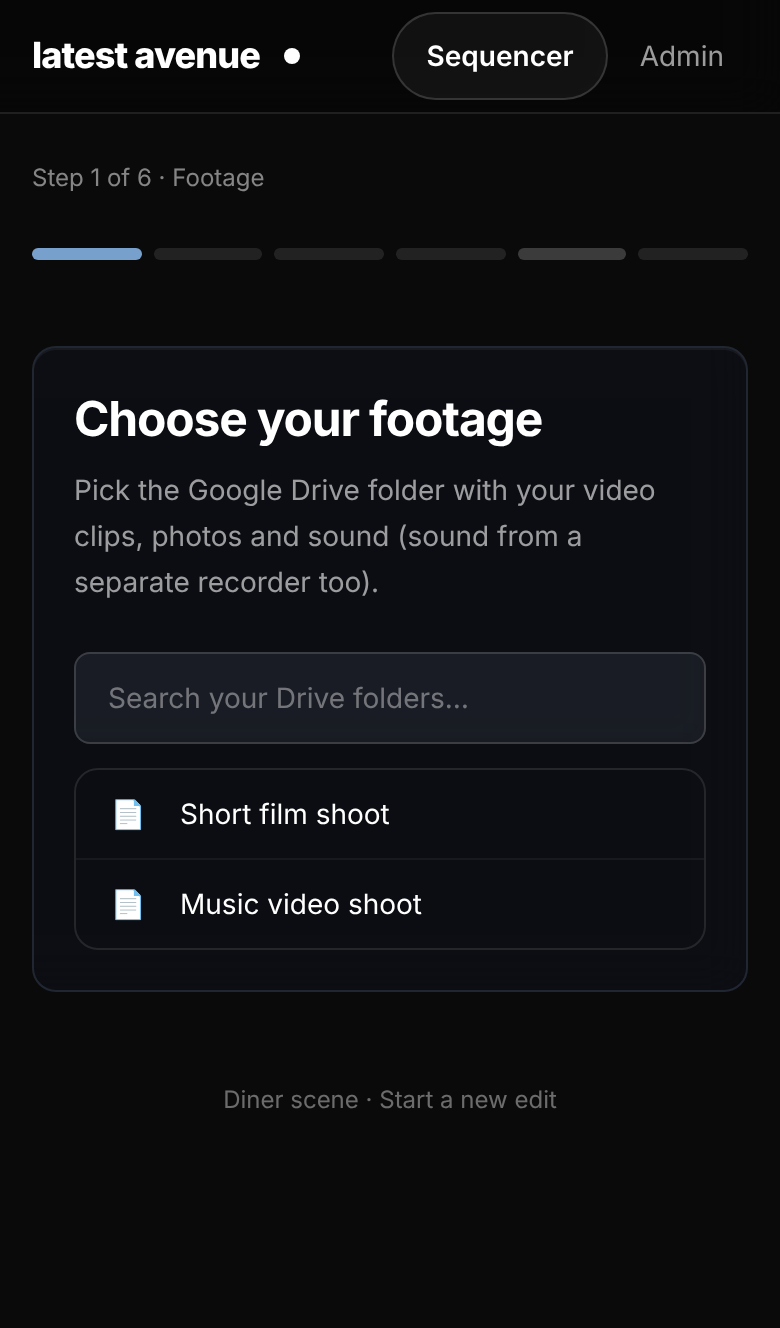 latest avenue
Sequencer
Admin
Step 1 of 6 · Footage
Choose your footage
Pick the Google Drive folder with your video
clips, photos and sound (sound from a
separate recorder too).
Search your Drive folders...
Short film shoot
Music video shoot
Diner scene · Start a new edit